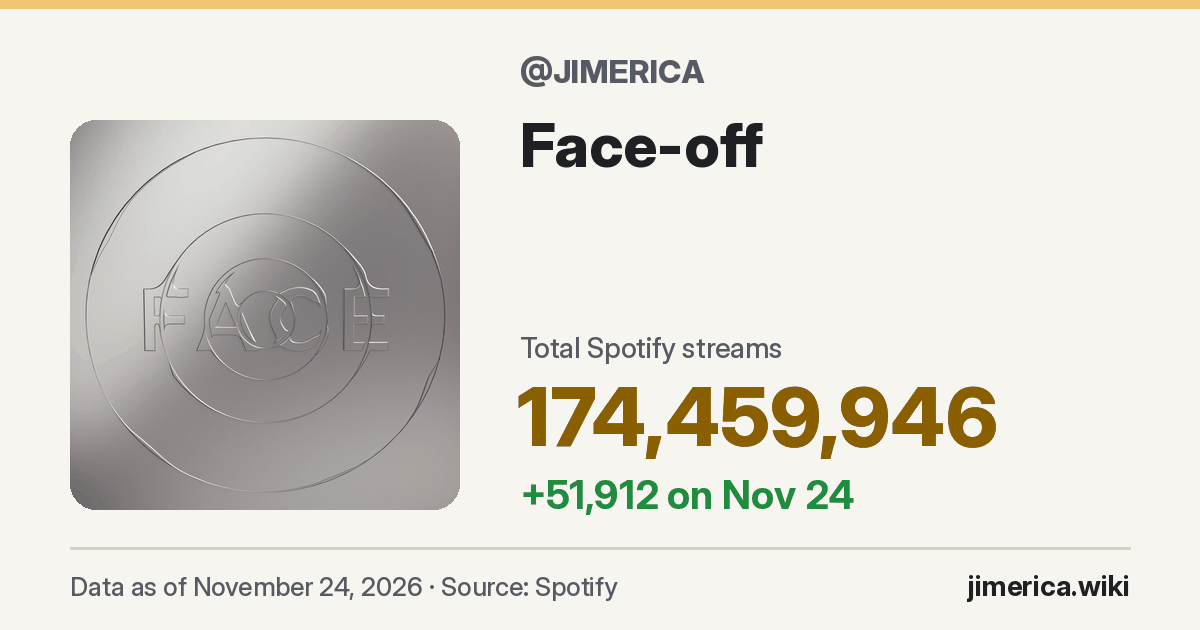 @JIMERICA
Face-off
FACE
Total Spotify streams
174,459,946
+51,912 on Nov 24
Data as of November 24, 2026 · Source: Spotify
jimerica.wiki